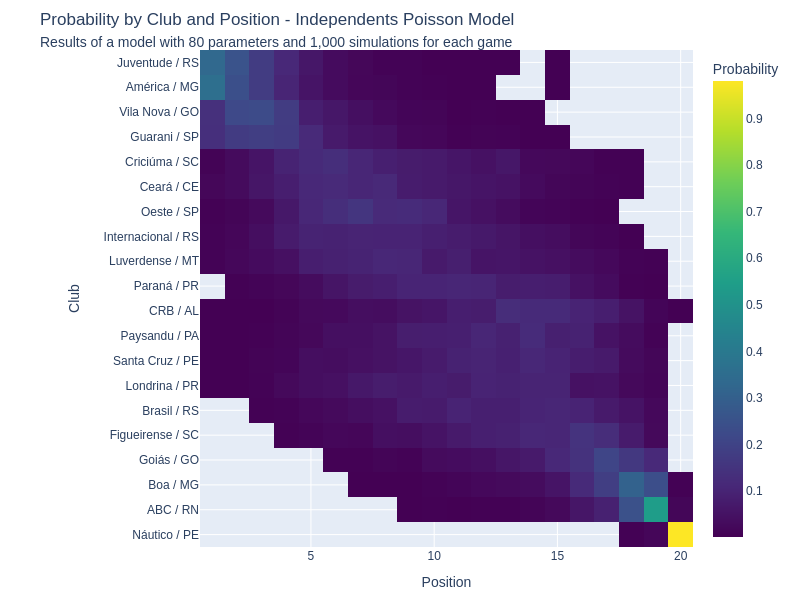 Probability by Club and Position - Independents Poisson Model
Results of a model with 80 parameters and 1,000 simulations for each game
Probability
Juventude / RS
América / MG
Vila Nova / GO
Guarani / SP
Criciúma / SC
Ceará / CE
Oeste / SP
Internacional / RS
Luverdense / MT
Paraná / PR
CRB / AL
Paysandu / PA
Santa Cruz / PE
Londrina / PR
Brasil / RS
Figueirense / SC
Goiás / GO
Boa / MG
ABC / RN
Náutico / PE
Club
5
10
15
20
Position
0.9
0.8
0.7
0.6
0.5
0.4
0.3
0.2
0.1